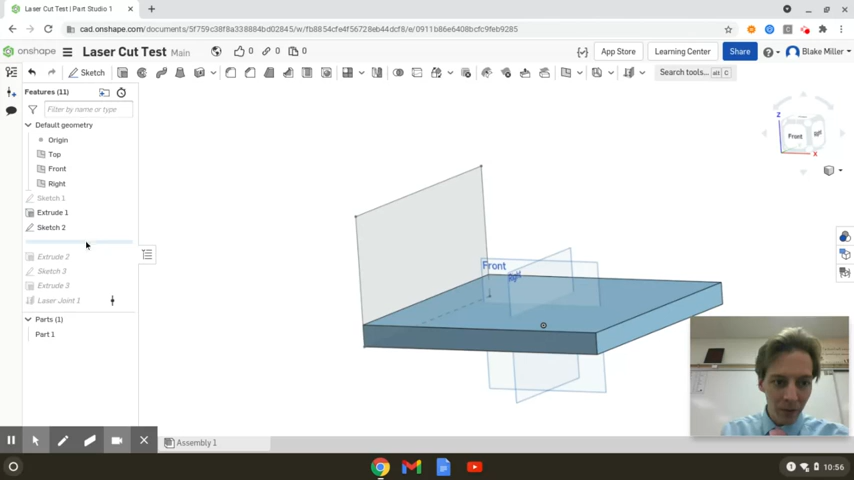 Laser Cut Test | Part Studio 1
cad.onshape.com/documents/5f759c38f8a338884bd02845/w/fb8854cfe4f56728eb44dcf8/e/0911b86e6408bcfc9feb9285
onshape
Laser Cut Test Main
0
0
0
App Store
Learning Center
Share
Blake Miller
Sketch
Search tools... alt C
Features (11)
Filter by name or type
Default geometry
Origin
Top
Front
Right
Sketch 1
Extrude 1
Sketch 2
Extrude 2
Sketch 3
Extrude 3
Laser Joint 1
Parts (1)
Part 1
Z
Front
X
Front
Assembly 1
10:56